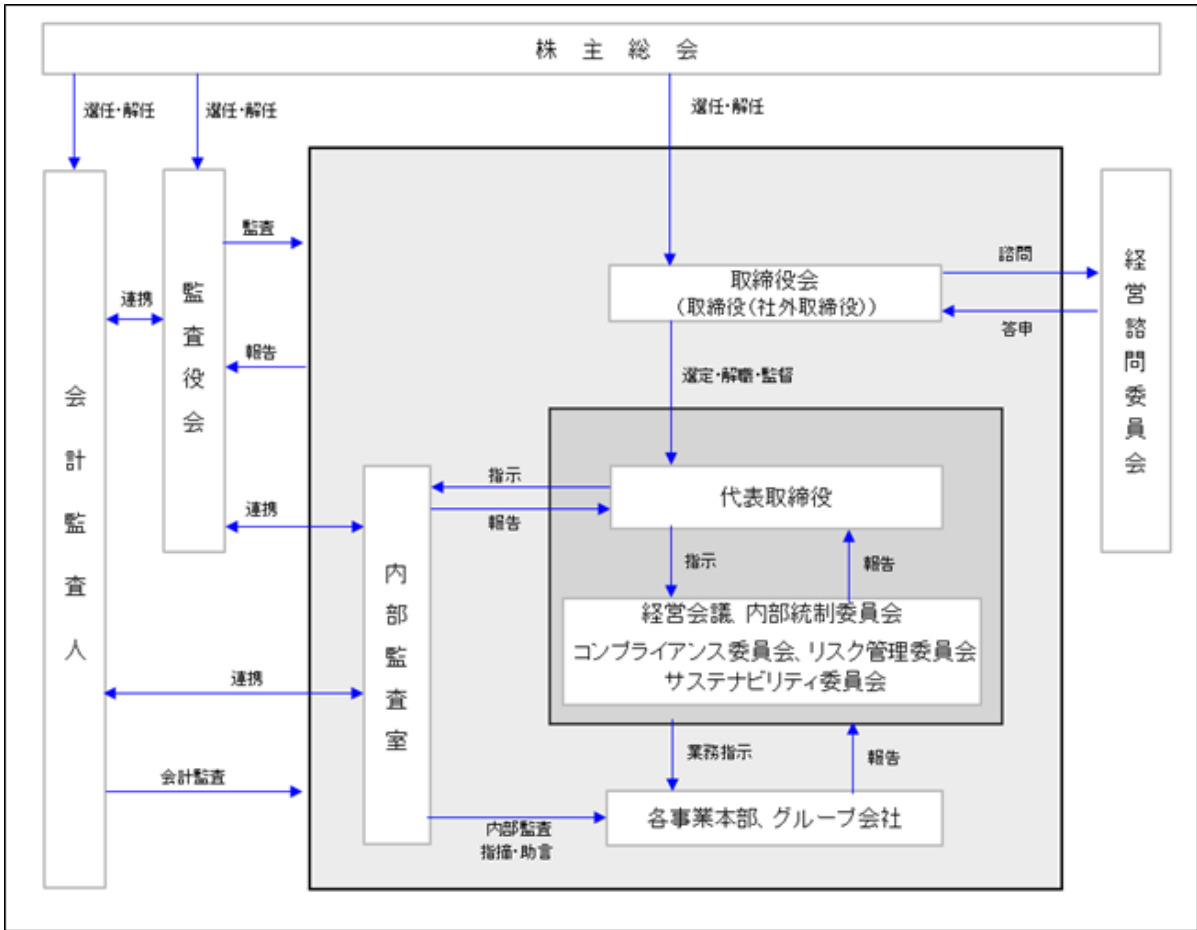 株主総会
選任・解任
選任・解任
選任・解任
監査
諮問
取締役会
(取締役(社外取締役))
答申
連携
監査役会
経営諮問委員会
報告
選定・解職・監督
会計監査人
指示
代表取締役
報告
連携
指示
報告
内部監査室
経営会議、内部統制委員会
コンプライアンス委員会、リスク管理委員会
サステナビリティ委員会
連携
業務指示
報告
会計監査
各事業本部、グループ会社
内部監査
指摘・助言